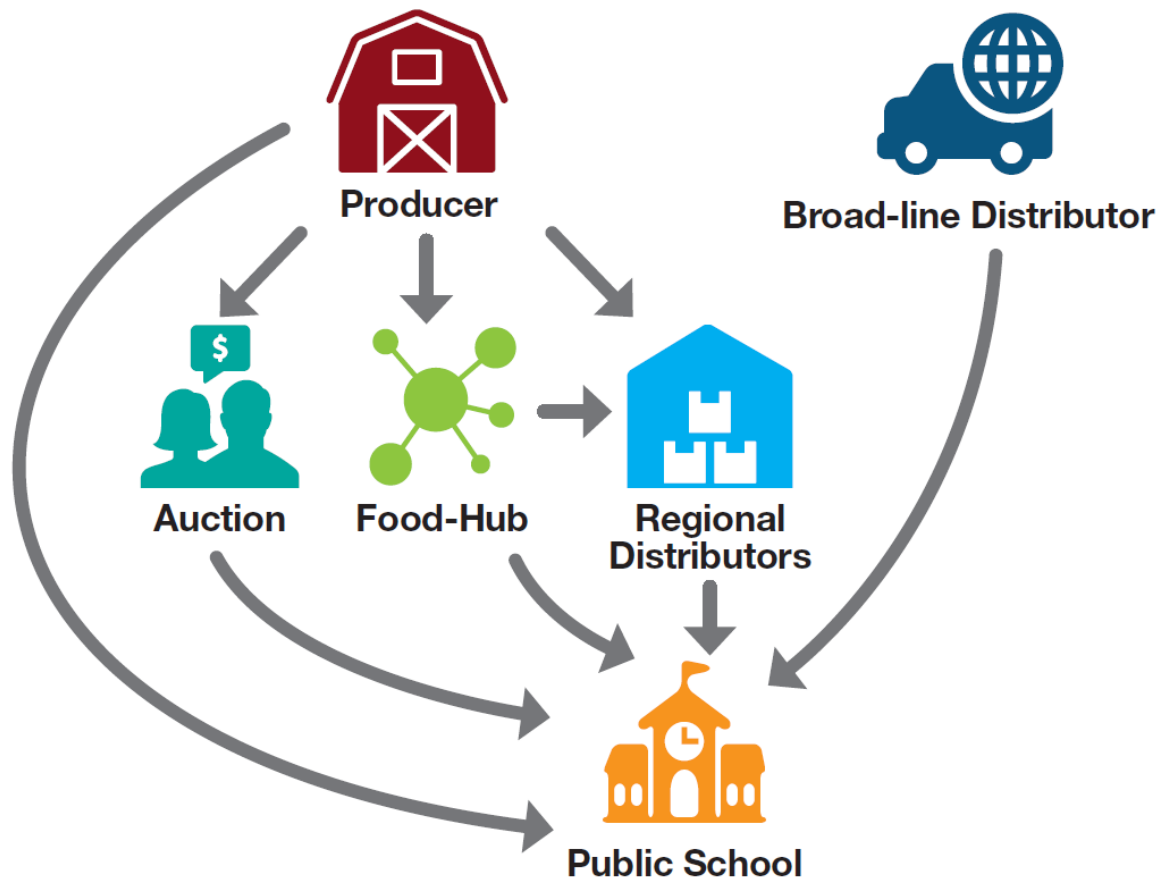 Producer
Broad-line Distributor
$
Auction
Food-Hub
Regional
Distributors
Public School